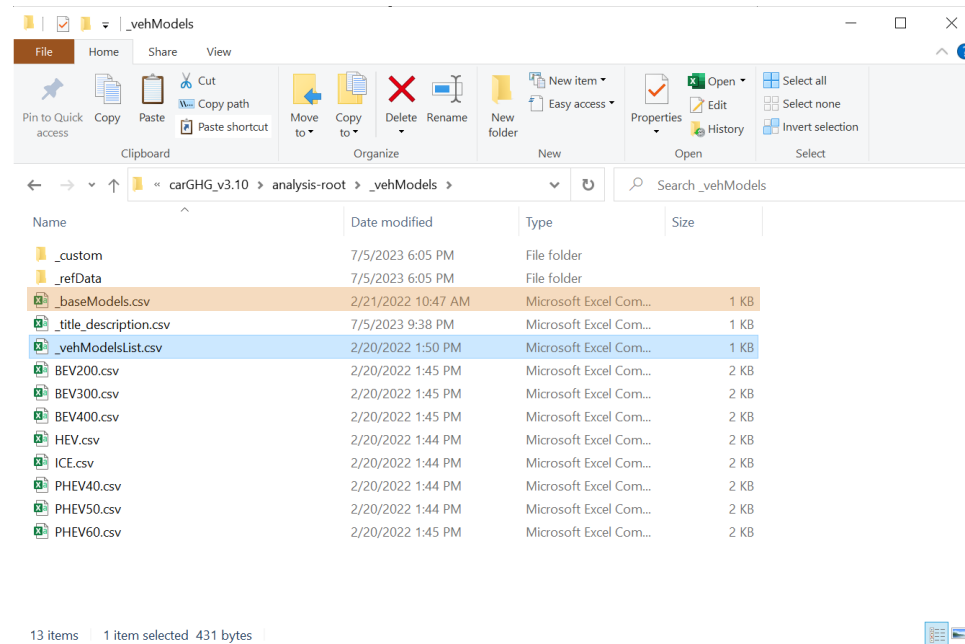 _vehModels
File Home Share View
Pin to Quick access
Copy
Paste
Cut
Copy path
Paste shortcut
Clipboard
Move to
Copy to
Delete
Rename
Organize
New folder
New item
Easy access
New
Properties
Open
Edit
History
Open
Select all
Select none
Invert selection
Select
« carGHG_v3.10 > analysis-root > _vehModels >
Search _vehModels
Name Date modified Type Size
_custom 7/5/2023 6:05 PM File folder
_refData 7/5/2023 6:05 PM File folder
_baseModels.csv 2/21/2022 10:47 AM Microsoft Excel Com... 1 KB
_title_description.csv 7/5/2023 9:38 PM Microsoft Excel Com... 1 KB
_vehModelsList.csv 2/20/2022 1:50 PM Microsoft Excel Com... 1 KB
BEV200.csv 2/20/2022 1:45 PM Microsoft Excel Com... 2 KB
BEV300.csv 2/20/2022 1:45 PM Microsoft Excel Com... 2 KB
BEV400.csv 2/20/2022 1:45 PM Microsoft Excel Com... 2 KB
HEV.csv 2/20/2022 1:44 PM Microsoft Excel Com... 2 KB
ICE.csv 2/20/2022 1:44 PM Microsoft Excel Com... 2 KB
PHEV40.csv 2/20/2022 1:44 PM Microsoft Excel Com... 2 KB
PHEV50.csv 2/20/2022 1:44 PM Microsoft Excel Com... 2 KB
PHEV60.csv 2/20/2022 1:45 PM Microsoft Excel Com... 2 KB
13 items 1 item selected 431 bytes